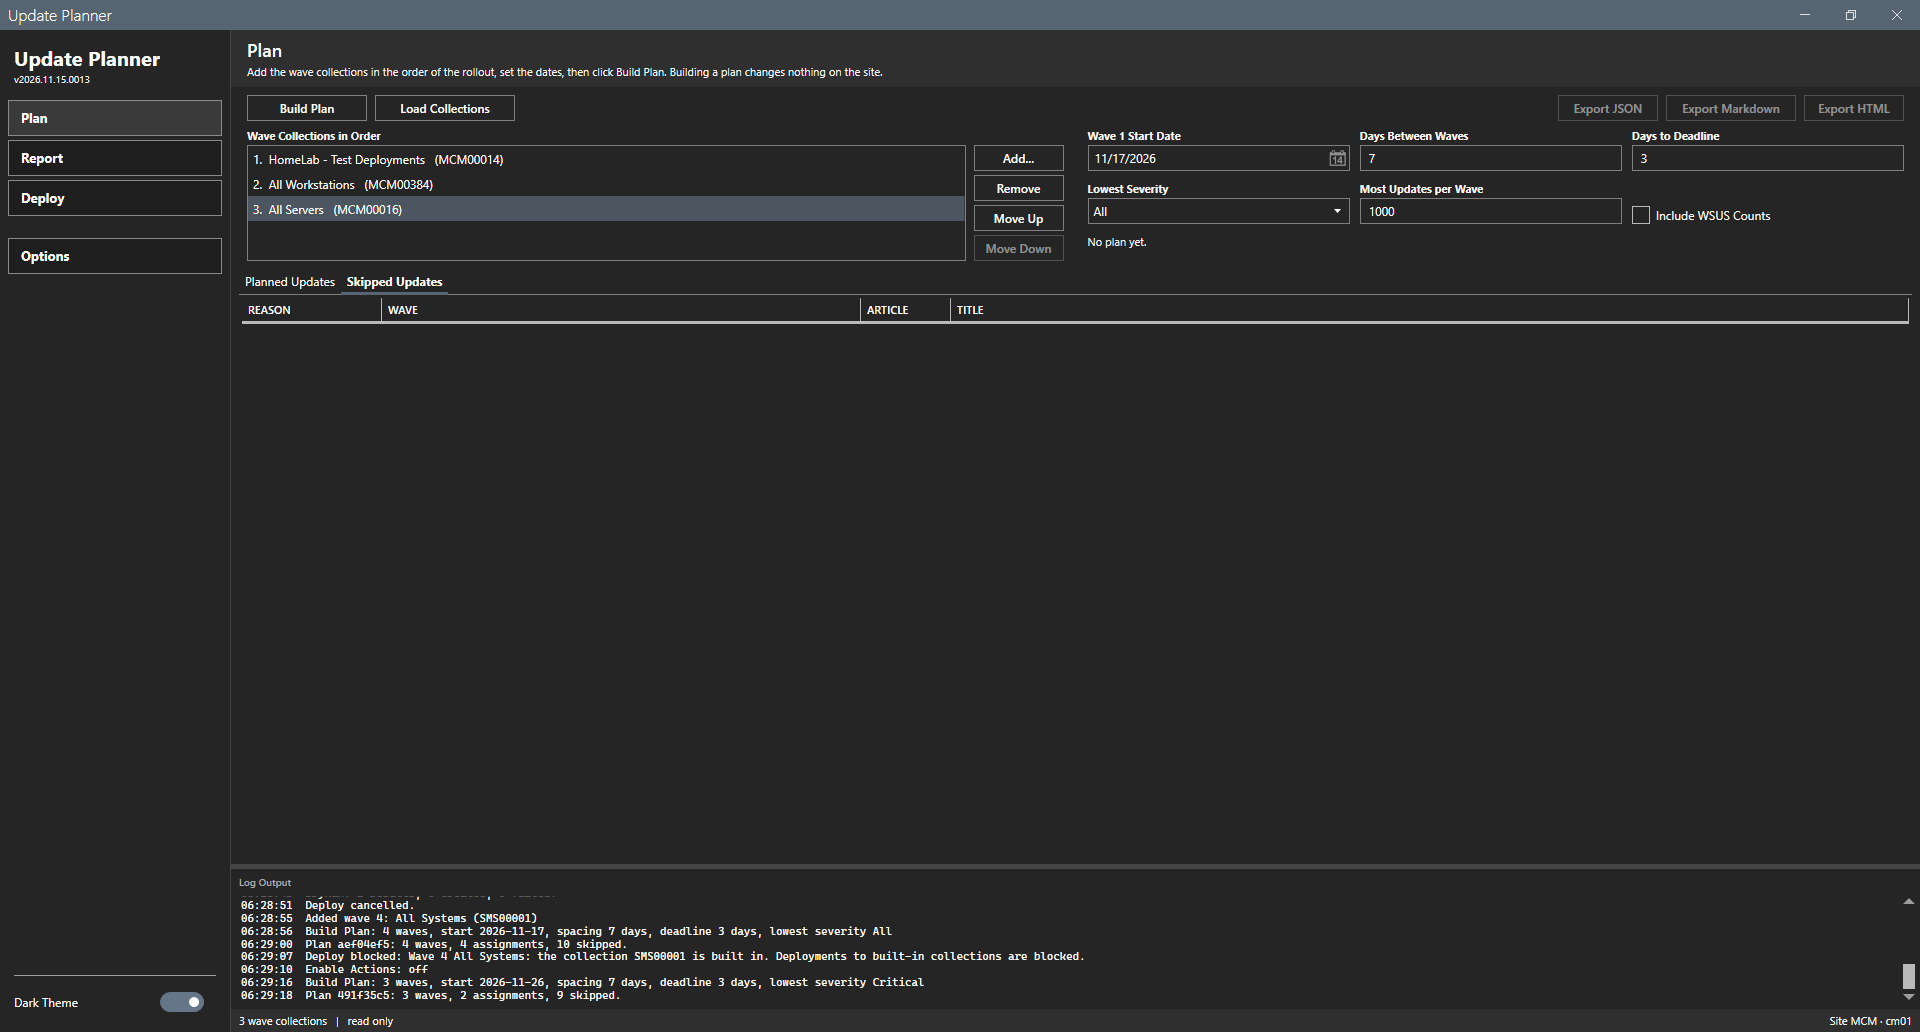 Update Planner
Update Planner
v2026.11.15.0013
Plan
Report
Deploy
Options
Dark Theme
Plan
Add the wave collections in the order of the rollout, set the dates, then click Build Plan. Building a plan changes nothing on the site.
Build Plan
Load Collections
Export JSON
Export Markdown
Export HTML
Wave Collections in Order
1. HomeLab - Test Deployments (MCM00014)
2. All Workstations (MCM00384)
3. All Servers (MCM00016)
Add...
Remove
Move Up
Move Down
Wave 1 Start Date
11/17/2026
14
Days Between Waves
7
Days to Deadline
3
Lowest Severity
All
Most Updates per Wave
1000
Include WSUS Counts
No plan yet.
Planned Updates
Skipped Updates
REASON
WAVE
ARTICLE
TITLE
Log Output
06:28:51 Deploy cancelled.
06:28:55 Added wave 4: All Systems (SMS00001)
06:28:56 Build Plan: 4 waves, start 2026-11-17, spacing 7 days, deadline 3 days, lowest severity All
06:29:00 Plan aef04ef5: 4 waves, 4 assignments, 10 skipped.
06:29:07 Deploy blocked: Wave 4 All Systems: the collection SMS00001 is built in. Deployments to built-in collections are blocked.
06:29:10 Enable Actions: off
06:29:16 Build Plan: 3 waves, start 2026-11-26, spacing 7 days, deadline 3 days, lowest severity Critical
06:29:18 Plan 491f35c5: 3 waves, 2 assignments, 9 skipped.
3 wave collections | read only
Site MCM · cm01